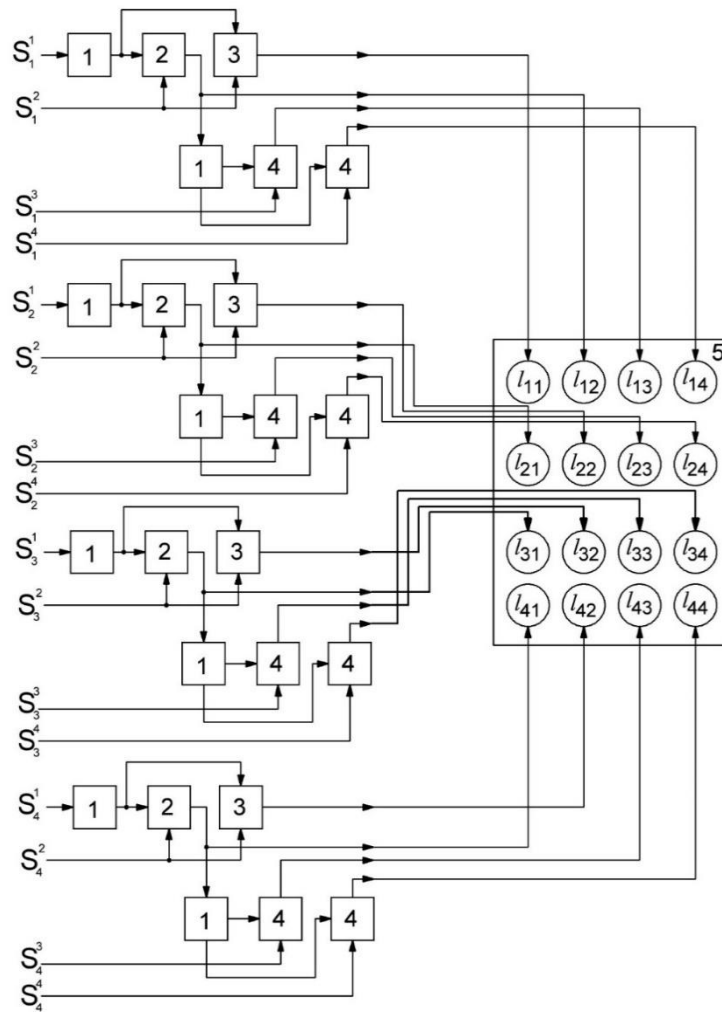 S₁¹ 1 2 3
S₁²
1 4 4
S₁³
S₁⁴
S₂¹ 1 2 3
S₂²
5
l₁₁ l₁₂ l₁₃ l₁₄
1 4 4
S₂³
l₂₁ l₂₂ l₂₃ l₂₄
S₂⁴
S₃¹ 1 2 3
l₃₁ l₃₂ l₃₃ l₃₄
S₃²
l₄₁ l₄₂ l₄₃ l₄₄
1 4 4
S₃³
S₃⁴
S₄¹ 1 2 3
S₄²
1 4 4
S₄³
S₄⁴